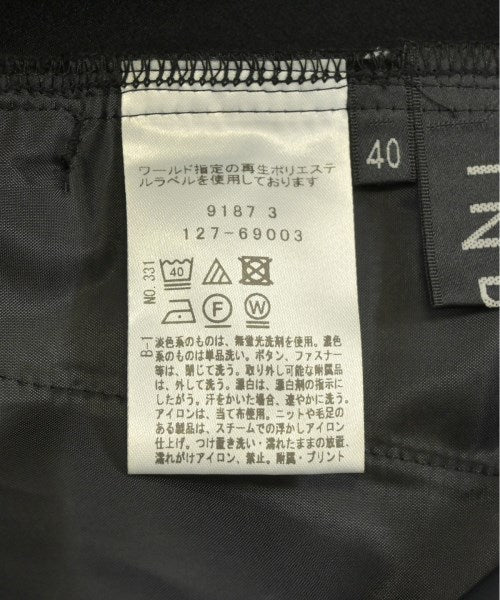 ワールド指定の再生ポリエステ
ルラベルを使用しております
9187 3
127-69003
NO.331
40
F
W
B-1
淡色系のものは、無蛍光洗剤を使用。濃色
系のものは単品洗い。ボタン、ファスナー
等は、閉じて洗う。取り外し可能な附属品
は、外して洗う。漂白は、漂白剤の指示に
したがう。汗をかいた場合、速やかに洗う。
アイロンは、当て布使用。ニットや毛足の
ある製品は、スチームでの浮かしアイロン
仕上げ。つけ置き洗い・濡れたままの放置、
濡れがけアイロン、禁止。附属・プリント
40
IND